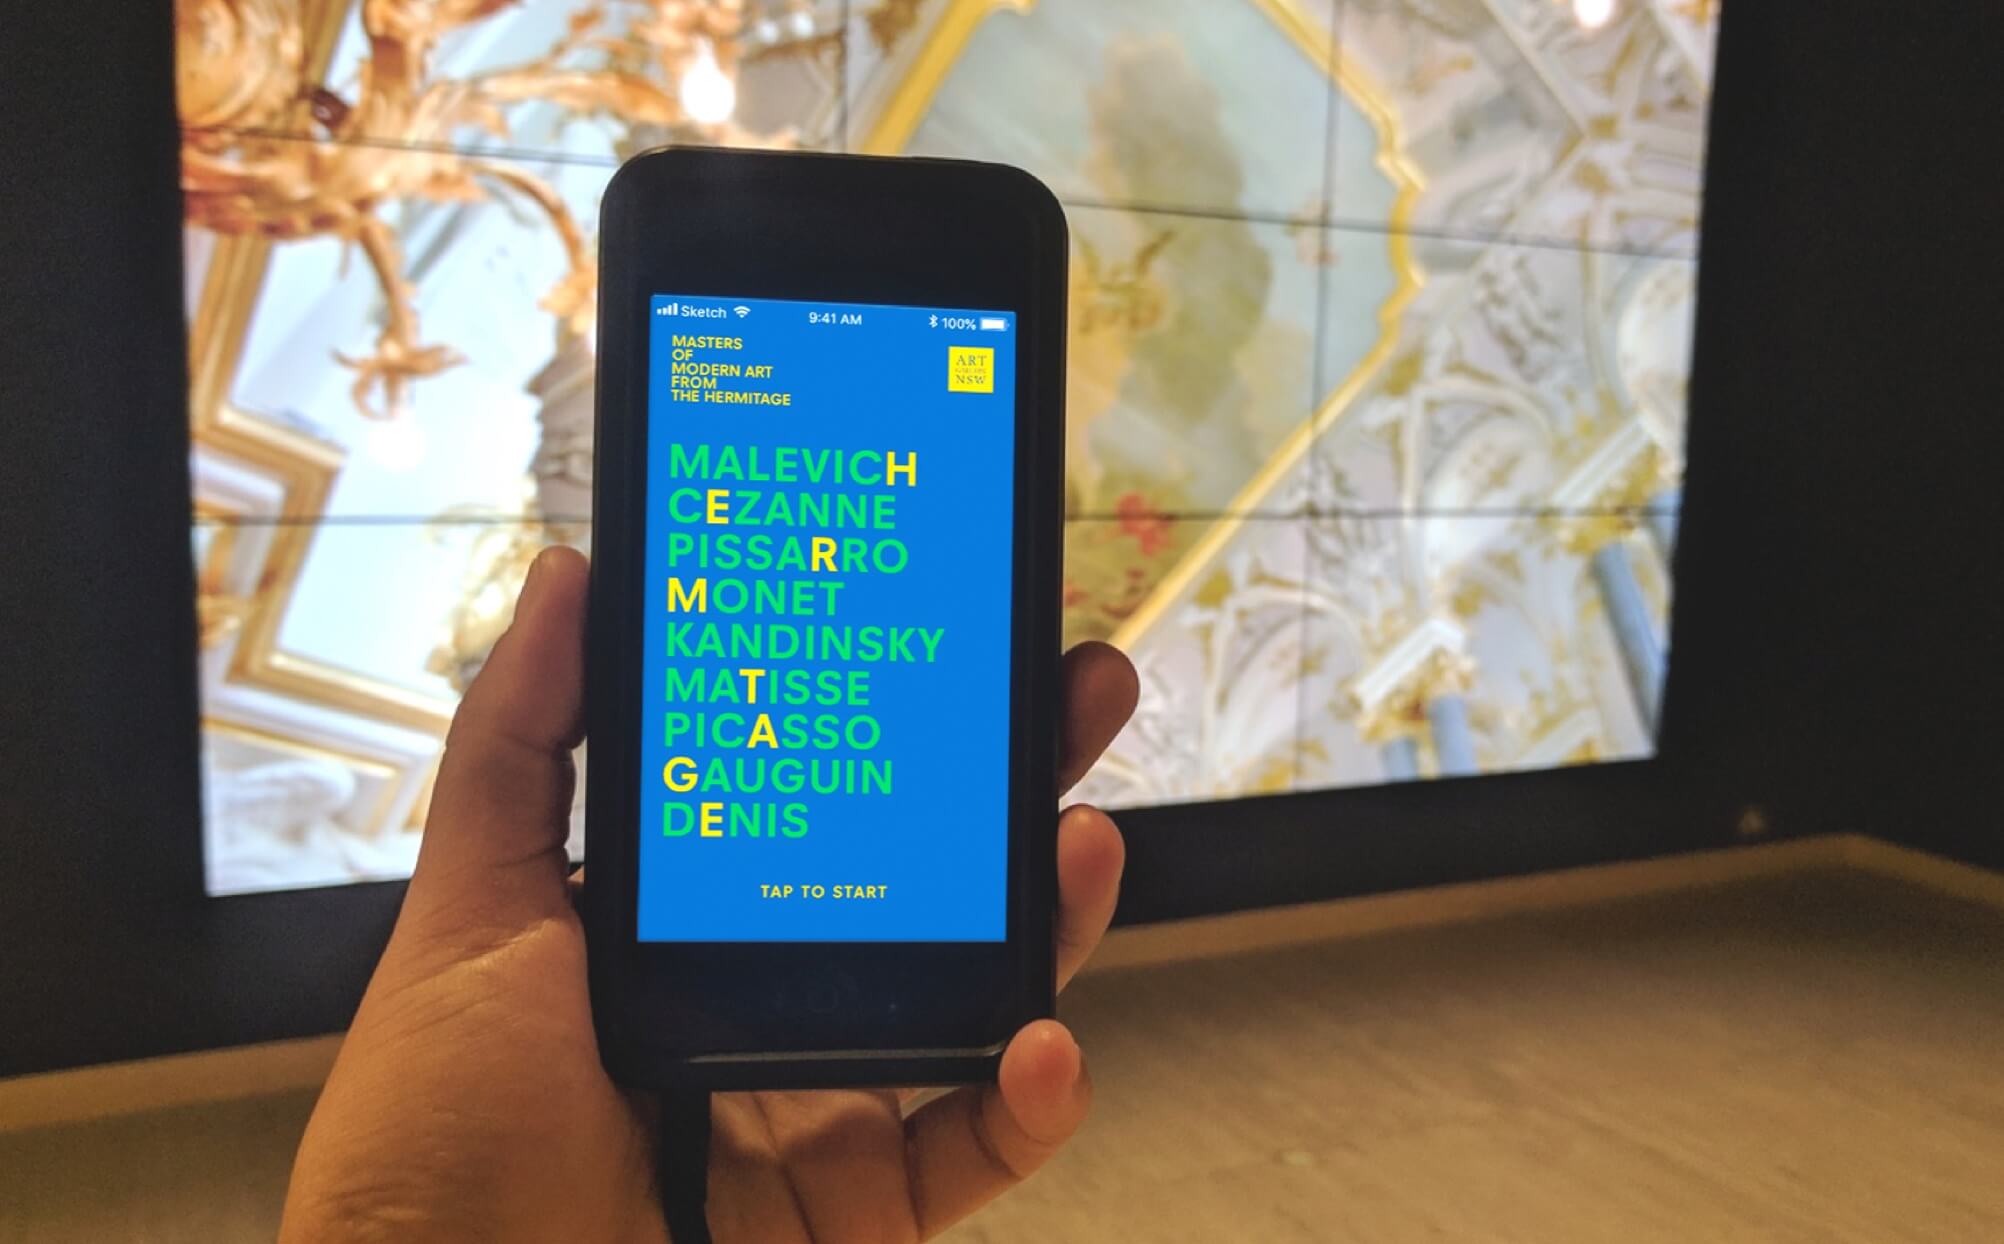 Sketch 9:41 AM 100%
MASTERS
OF
MODERN ART
FROM
THE HERMITAGE
ART
NSW
MALEVICH
CEZANNE
PISSARRO
MONET
KANDINSKY
MATISSE
PICASSO
GAUGUIN
DENIS
TAP TO START